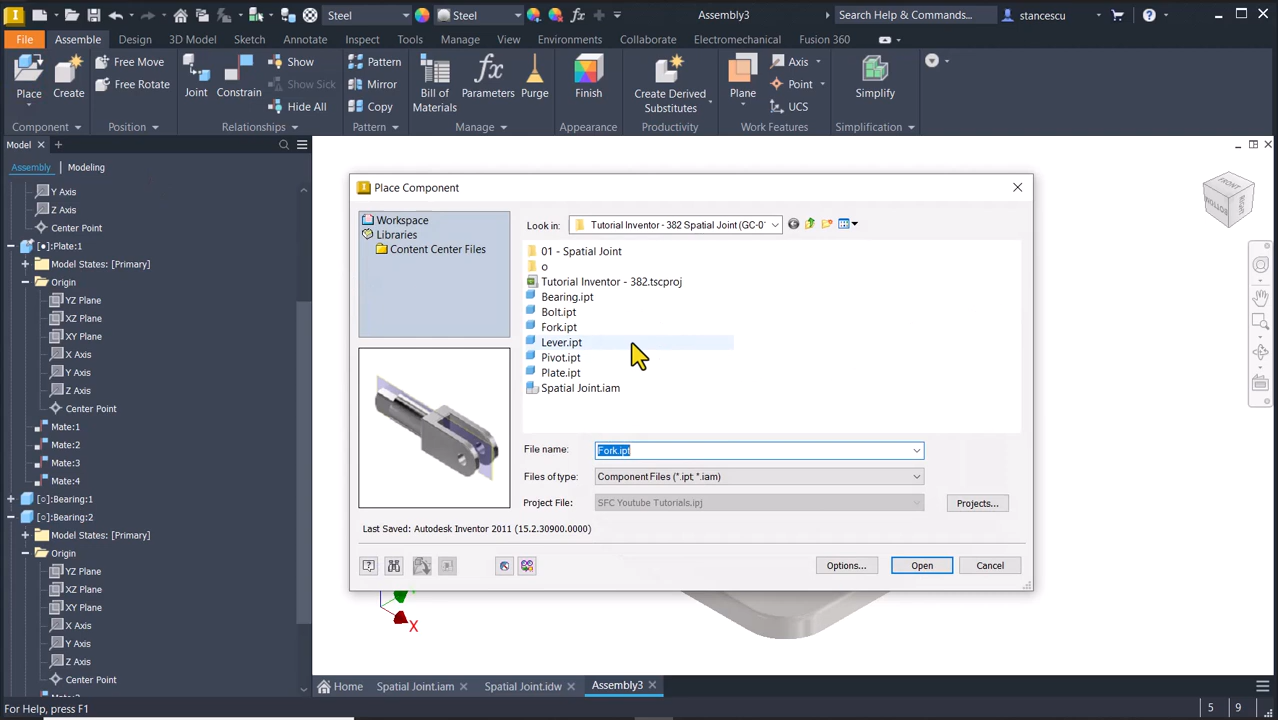 Steel
Steel
Assembly3
Search Help & Commands...
stancescu
File
Assemble
Design
3D Model
Sketch
Annotate
Inspect
Tools
Manage
View
Environments
Collaborate
Electromechanical
Fusion 360
Place
Create
Free Move
Free Rotate
Joint
Constrain
Show
Show Sick
Hide All
Pattern
Mirror
Copy
Bill of
Materials
Parameters
Purge
Finish
Create Derived
Substitutes
Plane
Axis
Point
UCS
Simplify
Component
Position
Relationships
Pattern
Manage
Appearance
Productivity
Work Features
Simplification
Model
Assembly
Modeling
Y Axis
Z Axis
Center Point
Plate:1
Model States: [Primary]
Origin
YZ Plane
XZ Plane
XY Plane
X Axis
Y Axis
Z Axis
Center Point
Mate:1
Mate:2
Mate:3
Mate:4
Bearing:1
Bearing:2
Model States: [Primary]
Origin
YZ Plane
XZ Plane
XY Plane
X Axis
Y Axis
Z Axis
Center Point
Place Component
Workspace
Libraries
Content Center Files
Look in:
Tutorial Inventor - 382 Spatial Joint (GC-0
01 - Spatial Joint
o
Tutorial Inventor - 382.tscproj
Bearing.ipt
Bolt.ipt
Fork.ipt
Lever.ipt
Pivot.ipt
Plate.ipt
Spatial Joint.iam
File name:
Fork.ipt
Files of type:
Component Files (*.ipt; *.iam)
Project File:
SFC Youtube Tutorials.ipj
Projects...
Last Saved: Autodesk Inventor 2011 (15.2.30900.0000)
Options...
Open
Cancel
FRONT
RIGHT
BOTTOM
X
Home
Spatial Joint.iam
Spatial Joint.idw
Assembly3
For Help, press F1
5
9